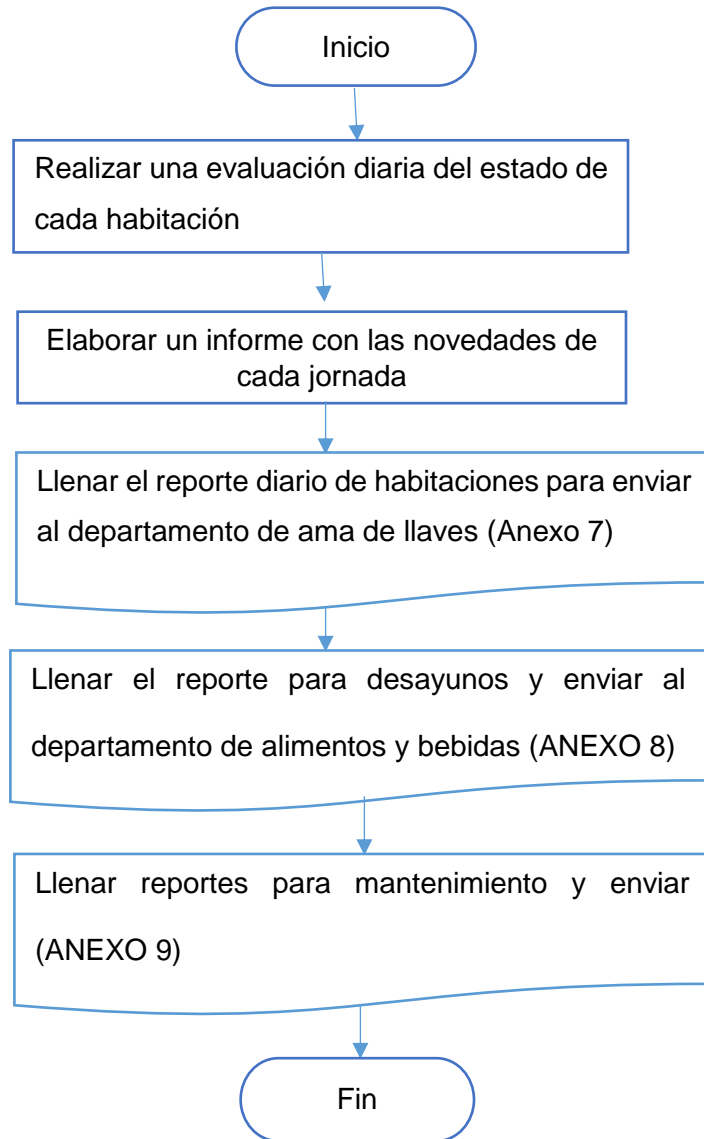 Inicio
Realizar una evaluación diaria del estado de
cada habitación
Elaborar un informe con las novedades de
cada jornada
Llenar el reporte diario de habitaciones para enviar
al departamento de ama de llaves (Anexo 7)
Llenar el reporte para desayunos y enviar al
departamento de alimentos y bebidas (ANEXO 8)
Llenar reportes para mantenimiento y enviar
(ANEXO 9)
Fin